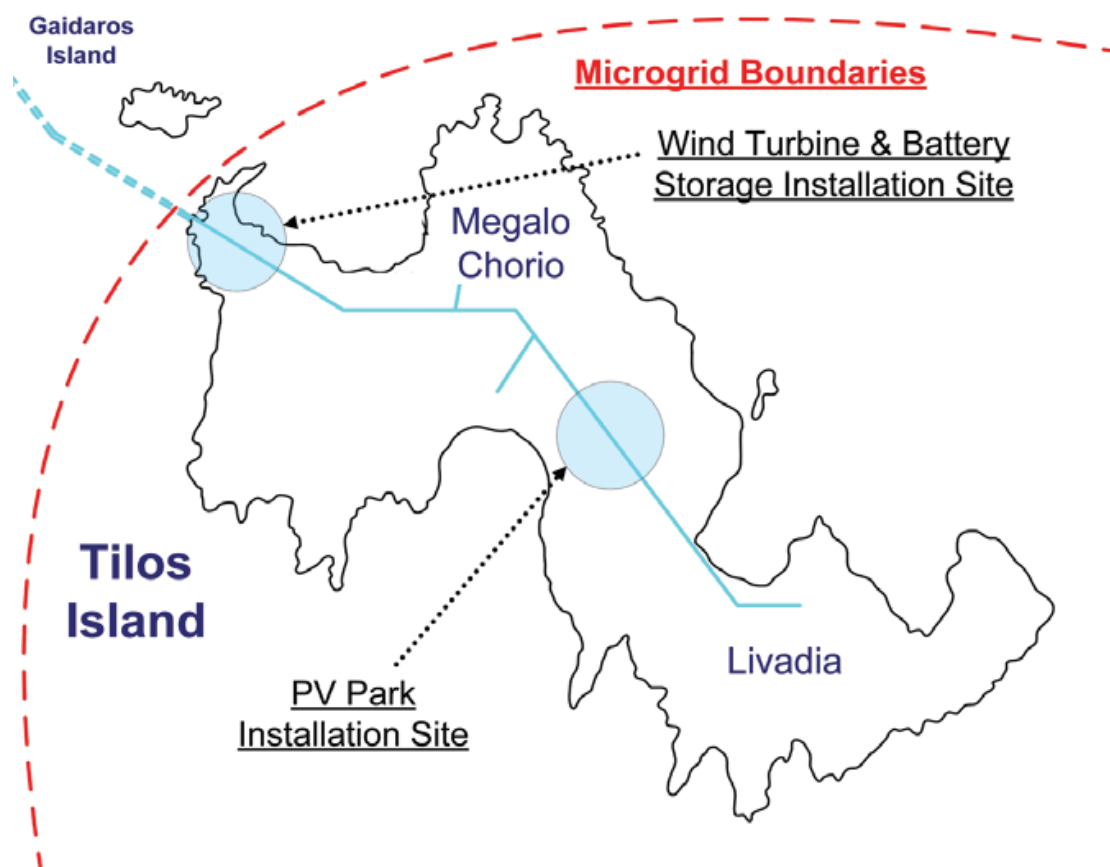 Gaidaros
Island
Microgrid Boundaries
Wind Turbine & Battery
Storage Installation Site
Megalo
Chorio
Tilos
Island
Livadia
PV Park
Installation Site